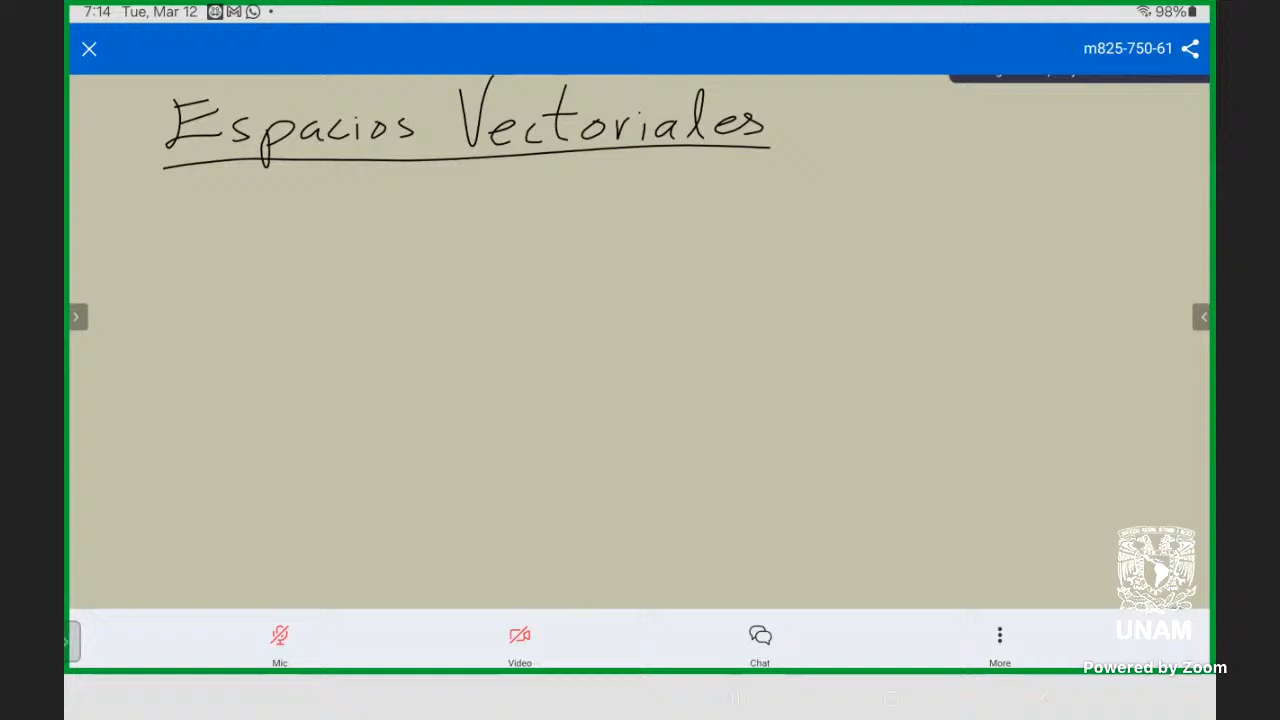 7:14 Tue, Mar 12 98%
m825-750-61
Espacios Vectoriales
UNAM
Mic Video Chat More
Powered by Zoom